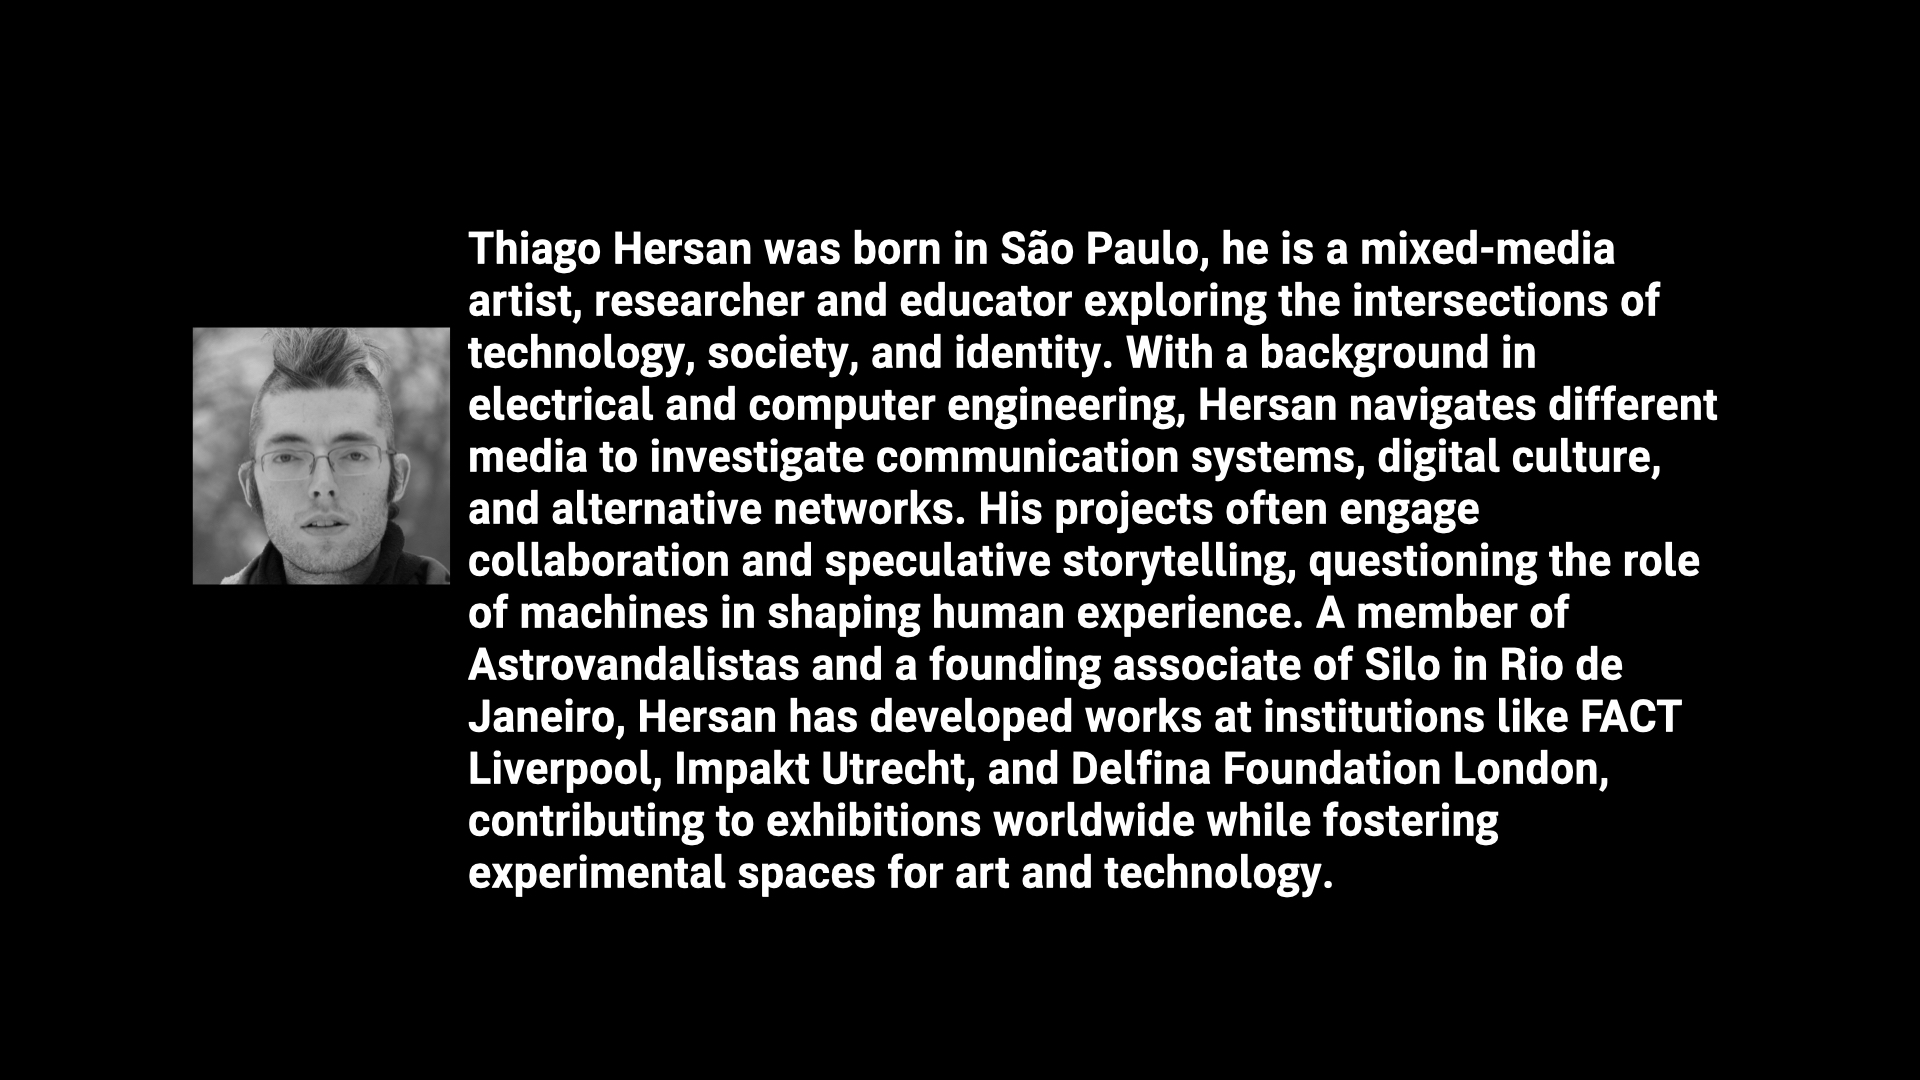 Thiago Hersan was born in São Paulo, he is a mixed-media
artist, researcher and educator exploring the intersections of
technology, society, and identity. With a background in
electrical and computer engineering, Hersan navigates different
media to investigate communication systems, digital culture,
and alternative networks. His projects often engage
collaboration and speculative storytelling, questioning the role
of machines in shaping human experience. A member of
Astrovandalistas and a founding associate of Silo in Rio de
Janeiro, Hersan has developed works at institutions like FACT
Liverpool, Impakt Utrecht, and Delfina Foundation London,
contributing to exhibitions worldwide while fostering
experimental spaces for art and technology.